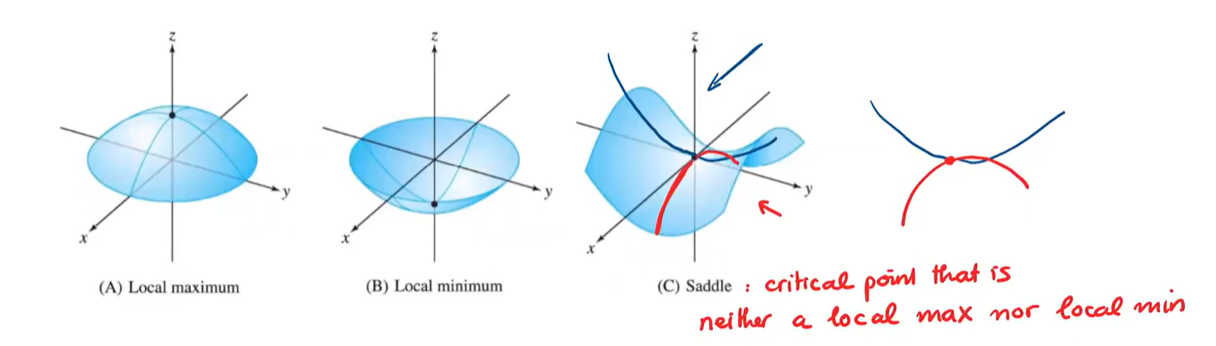 z
y
x
(A) Local maximum
z
y
x
(B) Local minimum
z
y
x
(C) Saddle : critical point that is
neither a local max nor local min